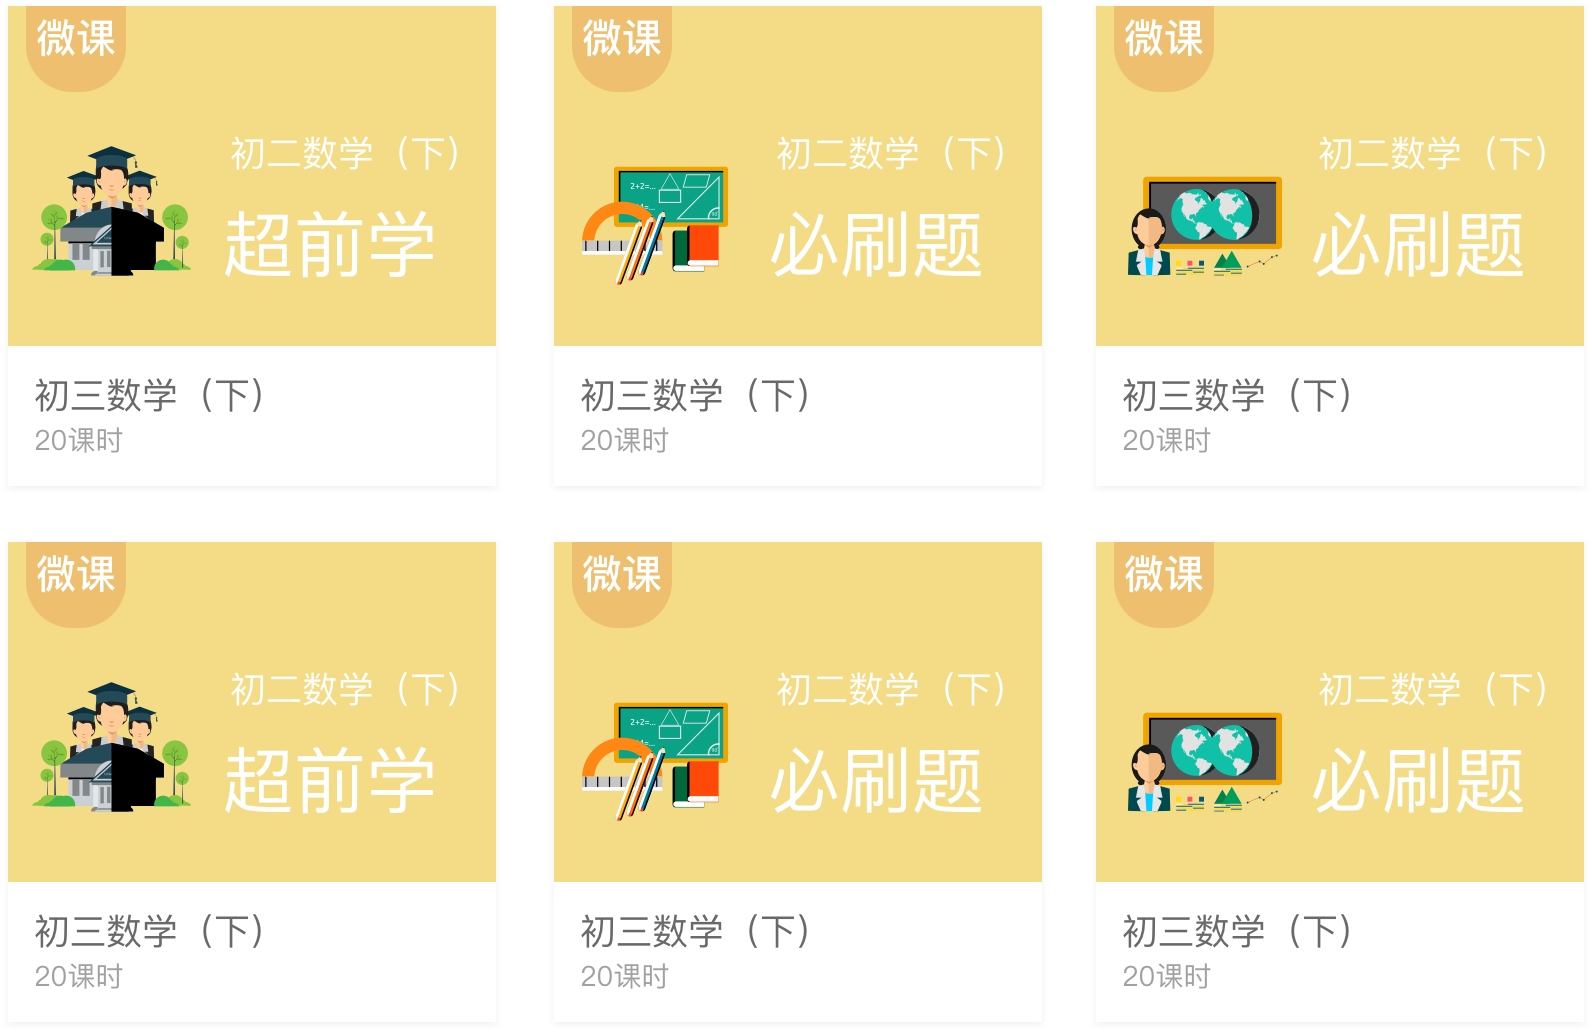 微课
初二数学（下）
超前学
初三数学（下）
20课时
微课
初二数学（下）
2+2=...
必刷题
初三数学（下）
20课时
微课
初二数学（下）
必刷题
初三数学（下）
20课时
微课
初二数学（下）
超前学
初三数学（下）
20课时
微课
初二数学（下）
2+2=...
必刷题
初三数学（下）
20课时
微课
初二数学（下）
必刷题
初三数学（下）
20课时